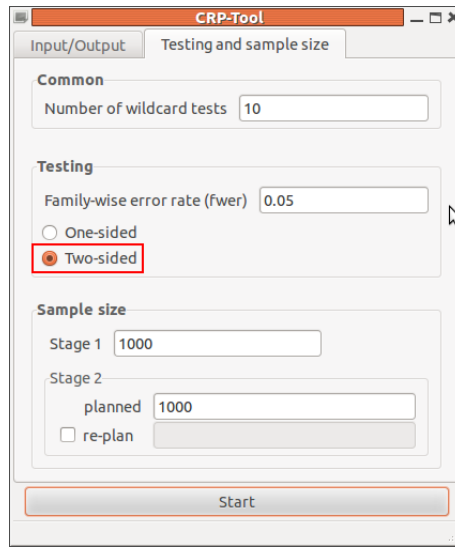 CRP-Tool
Input/Output Testing and sample size
Common
Number of wildcard tests 10
Testing
Family-wise error rate (fwer) 0.05
One-sided
Two-sided
Sample size
Stage 1 1000
Stage 2
planned 1000
re-plan
Start